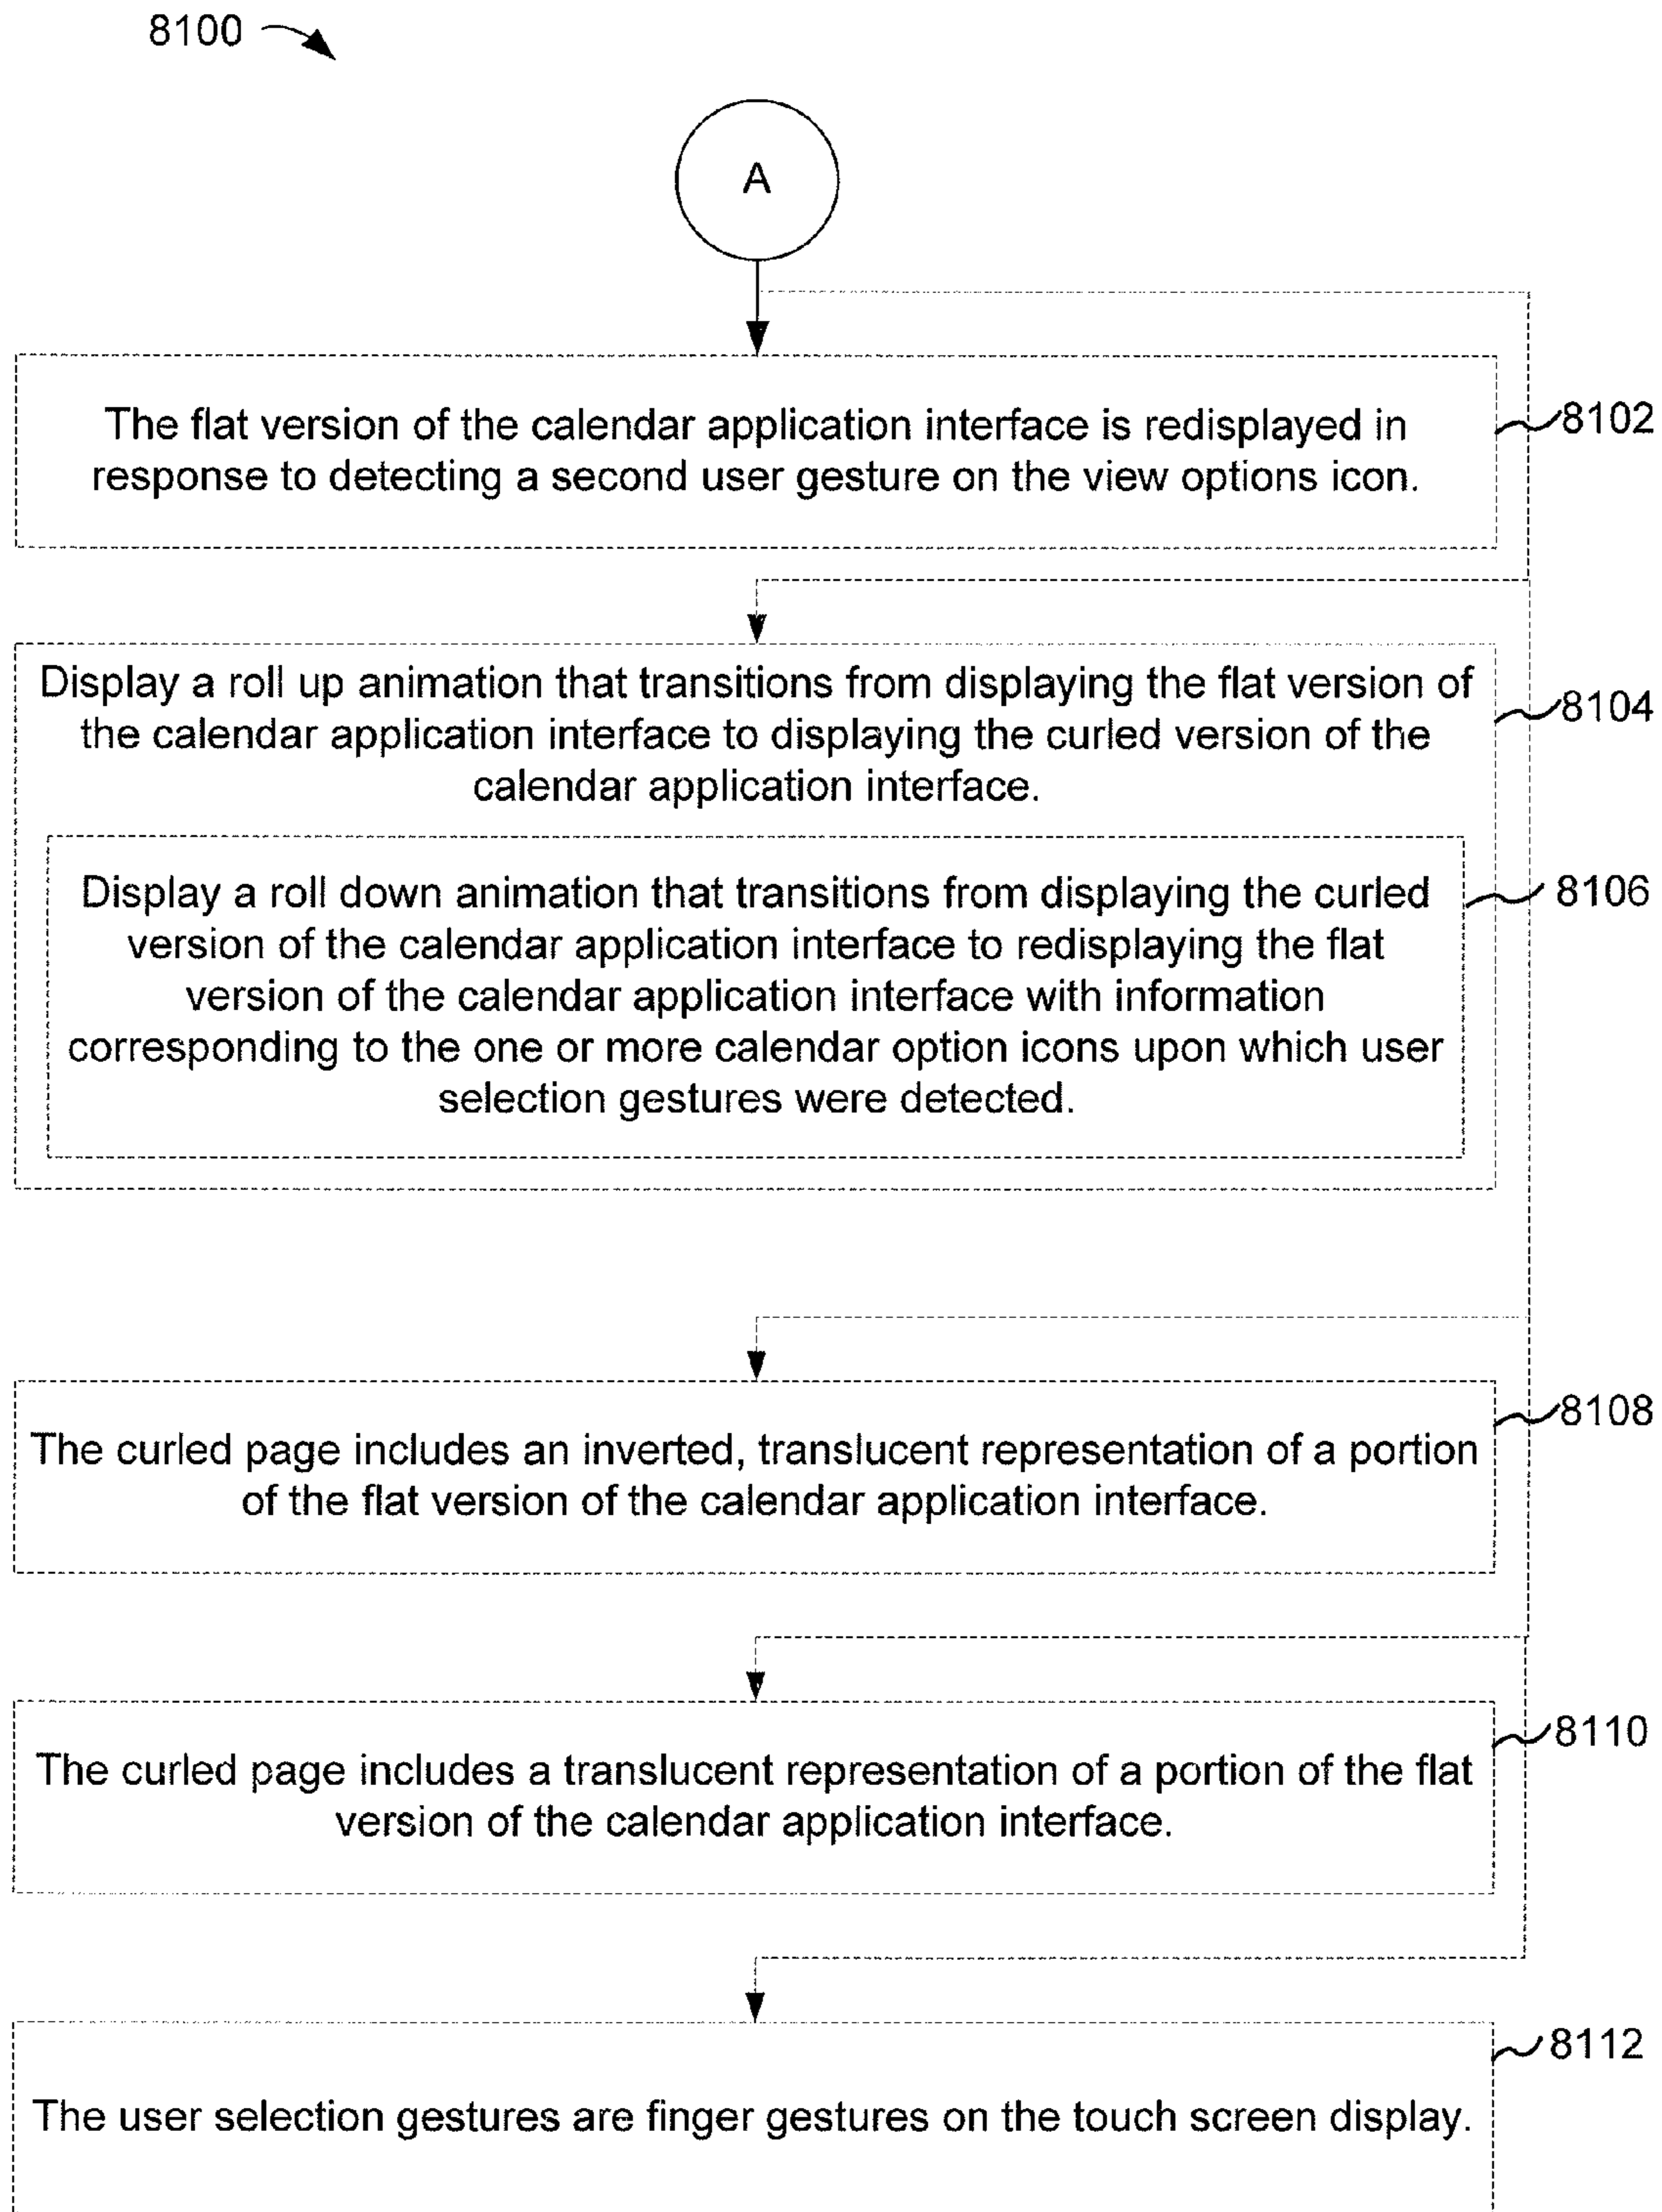 8100
A
The flat version of the calendar application interface is redisplayed in
response to detecting a second user gesture on the view options icon.
8102
Display a roll up animation that transitions from displaying the flat version of
the calendar application interface to displaying the curled version of the
calendar application interface.
8104
Display a roll down animation that transitions from displaying the curled
version of the calendar application interface to redisplaying the flat
version of the calendar application interface with information
corresponding to the one or more calendar option icons upon which user
selection gestures were detected.
8106
The curled page includes an inverted, translucent representation of a portion
of the flat version of the calendar application interface.
8108
The curled page includes a translucent representation of a portion of the flat
version of the calendar application interface.
8110
The user selection gestures are finger gestures on the touch screen display.
8112